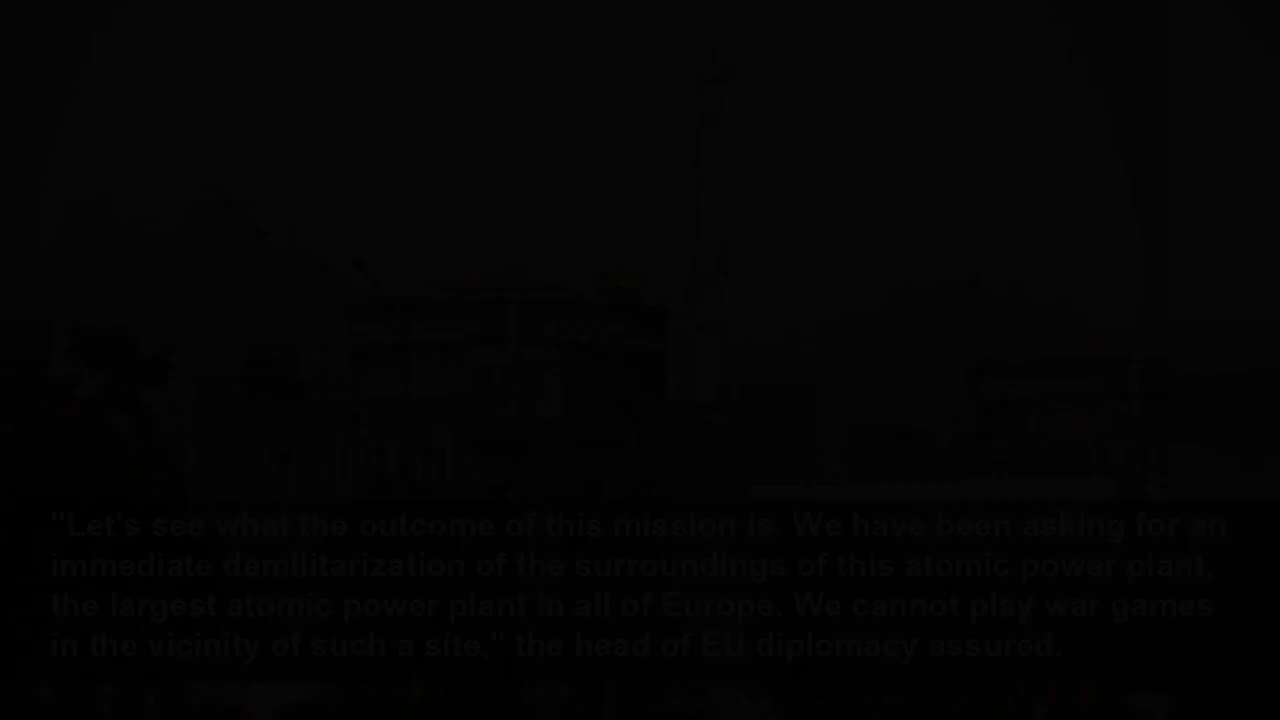 "Let's see what the outcome of this mission is. We have been asking for an
immediate demilitarization of the surroundings of this atomic power plant,
the largest atomic power plant in all of Europe. We cannot play war games
in the vicinity of such a site," the head of EU diplomacy assured.